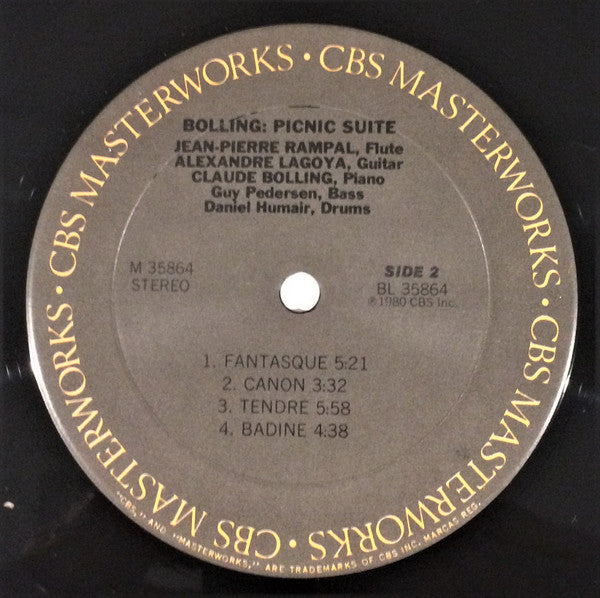 CBS MASTERWORKS • CBS MASTERWORKS • CBS MASTERWORKS • CBS MASTERWORKS •
BOLLING: PICNIC SUITE
JEAN-PIERRE RAMPAL, Flute
ALEXANDRE LAGOYA, Guitar
CLAUDE BOLLING, Piano
Guy Pedersen, Bass
Daniel Humair, Drums
M 35864
STEREO
SIDE 2
BL 35864
℗ 1980 CBS Inc.
1. FANTASQUE 5:21
2. CANON 3:32
3. TENDRE 5:58
4. BADINE 4:38
"CBS," AND "MASTERWORKS," ARE TRADEMARKS OF CBS INC. MARCAS REG.